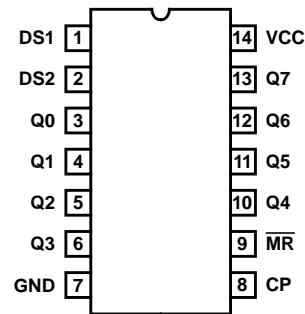 DS1 1 14 VCC
DS2 2 13 Q7
Q0 3 12 Q6
Q1 4 11 Q5
Q2 5 10 Q4
Q3 6 9 M̅R̅
GND 7 8 CP